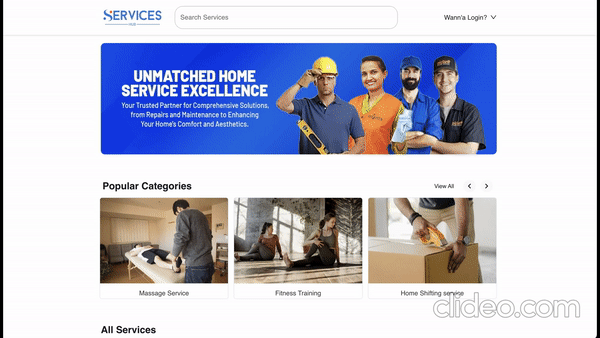 SERVICES
Search Services
Wann'a Login?
UNMATCHED HOME
SERVICE EXCELLENCE
Your Trusted Partner for Comprehensive Solutions,
from Repairs and Maintenance to Enhancing
Your Home's Comfort and Aesthetics.
Popular Categories
View All
Massage Service
Fitness Training
Home Shifting service
clideo.com
All Services